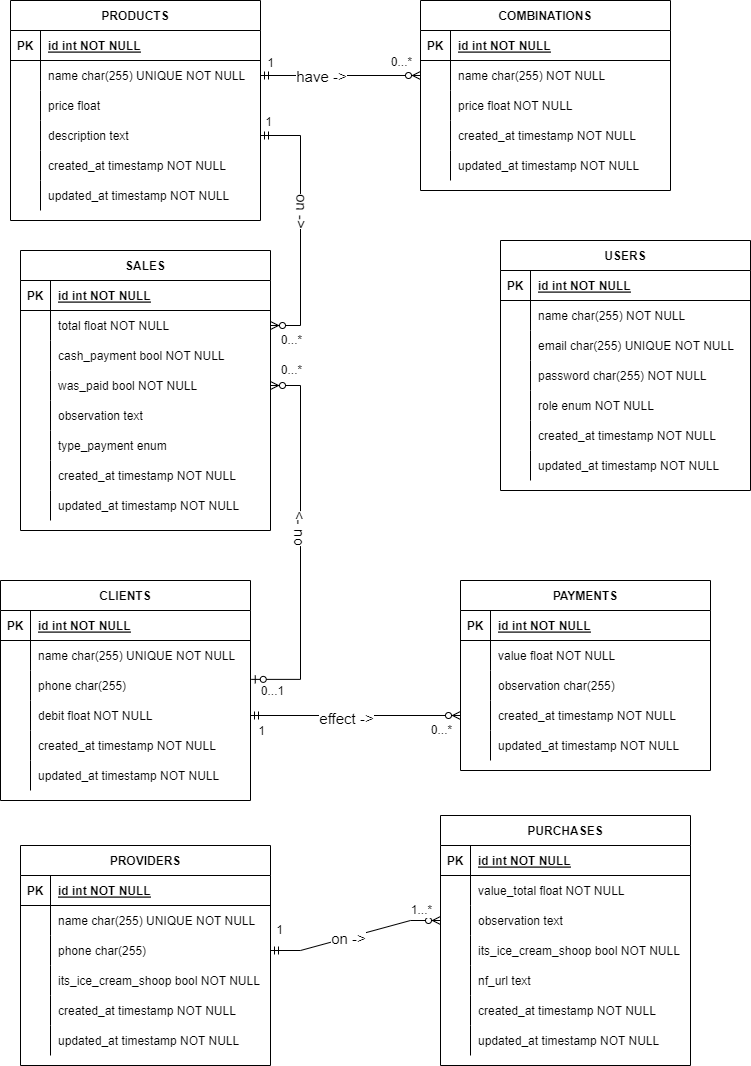 PRODUCTS
PK id int NOT NULL
name char(255) UNIQUE NOT NULL
price float
description text
created_at timestamp NOT NULL
updated_at timestamp NOT NULL
1
have ->
0...*
COMBINATIONS
PK id int NOT NULL
name char(255) NOT NULL
price float NOT NULL
created_at timestamp NOT NULL
updated_at timestamp NOT NULL
1
on ->
0...*
SALES
PK id int NOT NULL
total float NOT NULL
cash_payment bool NOT NULL
was_paid bool NOT NULL
observation text
type_payment enum
created_at timestamp NOT NULL
updated_at timestamp NOT NULL
0...*
<- no
0...1
USERS
PK id int NOT NULL
name char(255) NOT NULL
email char(255) UNIQUE NOT NULL
password char(255) NOT NULL
role enum NOT NULL
created_at timestamp NOT NULL
updated_at timestamp NOT NULL
CLIENTS
PK id int NOT NULL
name char(255) UNIQUE NOT NULL
phone char(255)
debit float NOT NULL
created_at timestamp NOT NULL
updated_at timestamp NOT NULL
1
effect ->
0...*
PAYMENTS
PK id int NOT NULL
value float NOT NULL
observation char(255)
created_at timestamp NOT NULL
updated_at timestamp NOT NULL
PROVIDERS
PK id int NOT NULL
name char(255) UNIQUE NOT NULL
phone char(255)
its_ice_cream_shoop bool NOT NULL
created_at timestamp NOT NULL
updated_at timestamp NOT NULL
1
on ->
1...*
PURCHASES
PK id int NOT NULL
value_total float NOT NULL
observation text
its_ice_cream_shoop bool NOT NULL
nf_url text
created_at timestamp NOT NULL
updated_at timestamp NOT NULL